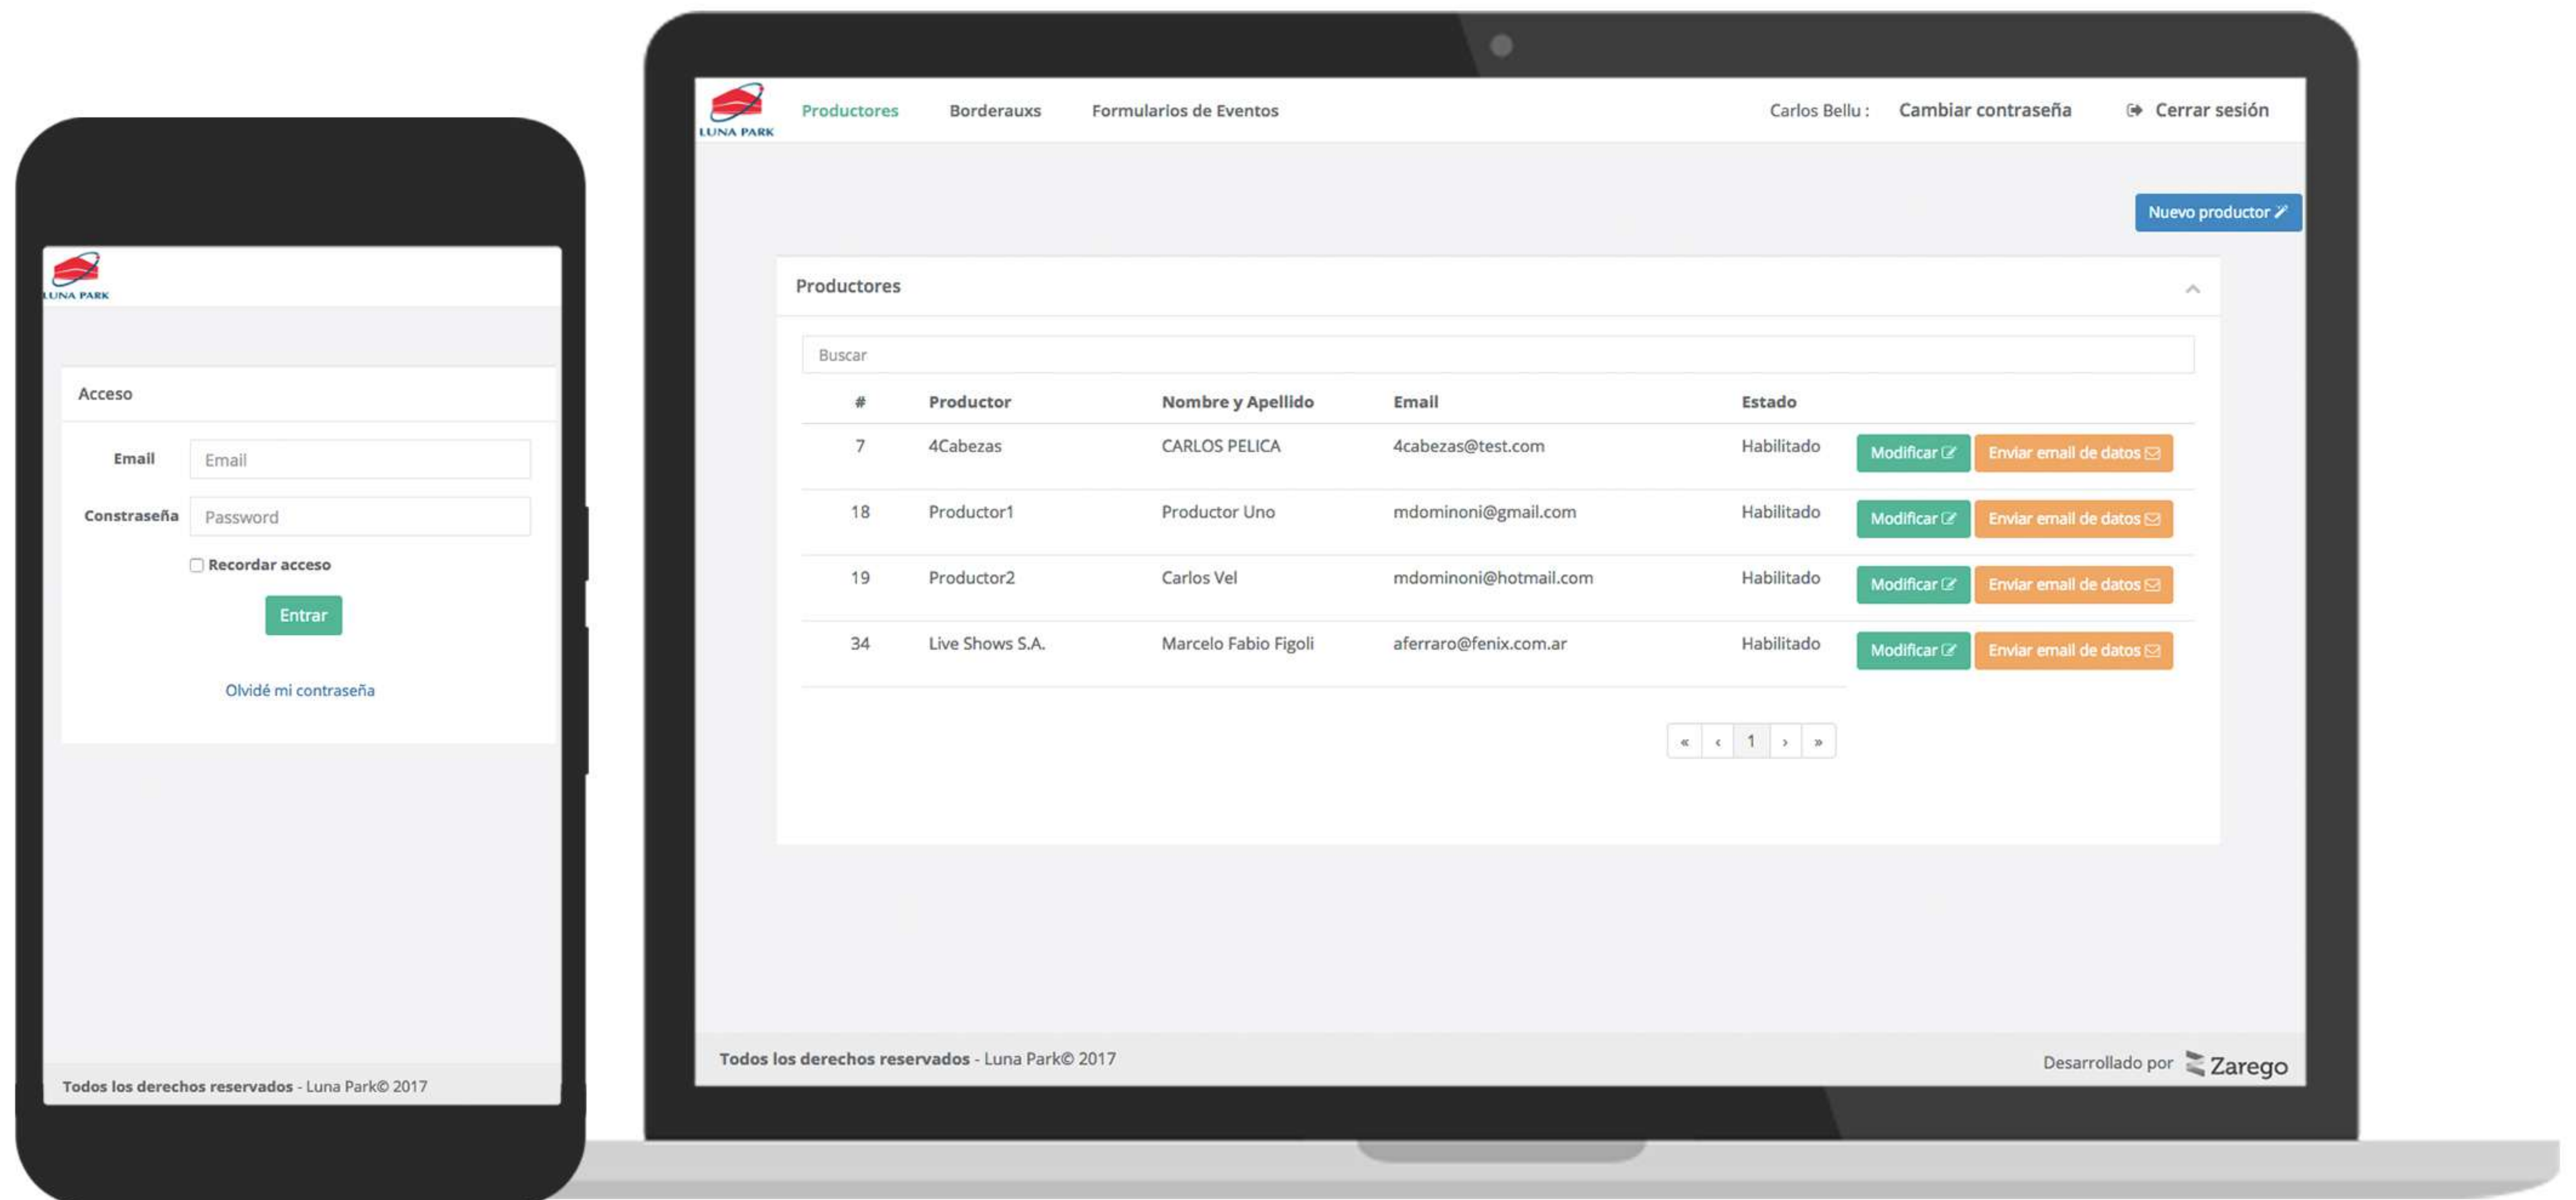 LUNA PARK
Acceso
Email Email
Constraseña Password
Recordar acceso
Entrar
Olvidé mi contraseña
Todos los derechos reservados - Luna Park© 2017
LUNA PARK Productores Borderauxs Formularios de Eventos Carlos Bellu : Cambiar contraseña Cerrar sesión
Nuevo productor
Productores
Buscar
# Productor Nombre y Apellido Email Estado
7 4Cabezas CARLOS PELICA 4cabezas@test.com Habilitado Modificar Enviar email de datos
18 Productor1 Productor Uno mdominoni@gmail.com Habilitado Modificar Enviar email de datos
19 Productor2 Carlos Vel mdominoni@hotmail.com Habilitado Modificar Enviar email de datos
34 Live Shows S.A. Marcelo Fabio Figoli aferraro@fenix.com.ar Habilitado Modificar Enviar email de datos
« ‹ 1 › »
Todos los derechos reservados - Luna Park© 2017 Desarrollado por Zarego